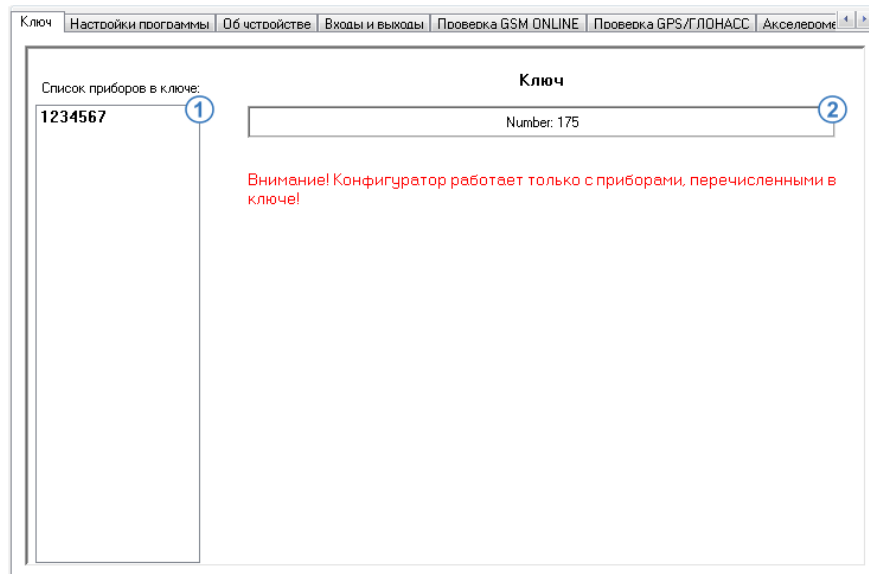 Ключ Настройки программы Об устройстве Входы и выходы Проверка GSM ONLINE Проверка GPS/ГЛОНАСС Акселероме
Список приборов в ключе:
1234567
1
Ключ
Number: 175
2
Внимание! Конфигуратор работает только с приборами, перечисленными в
ключе!